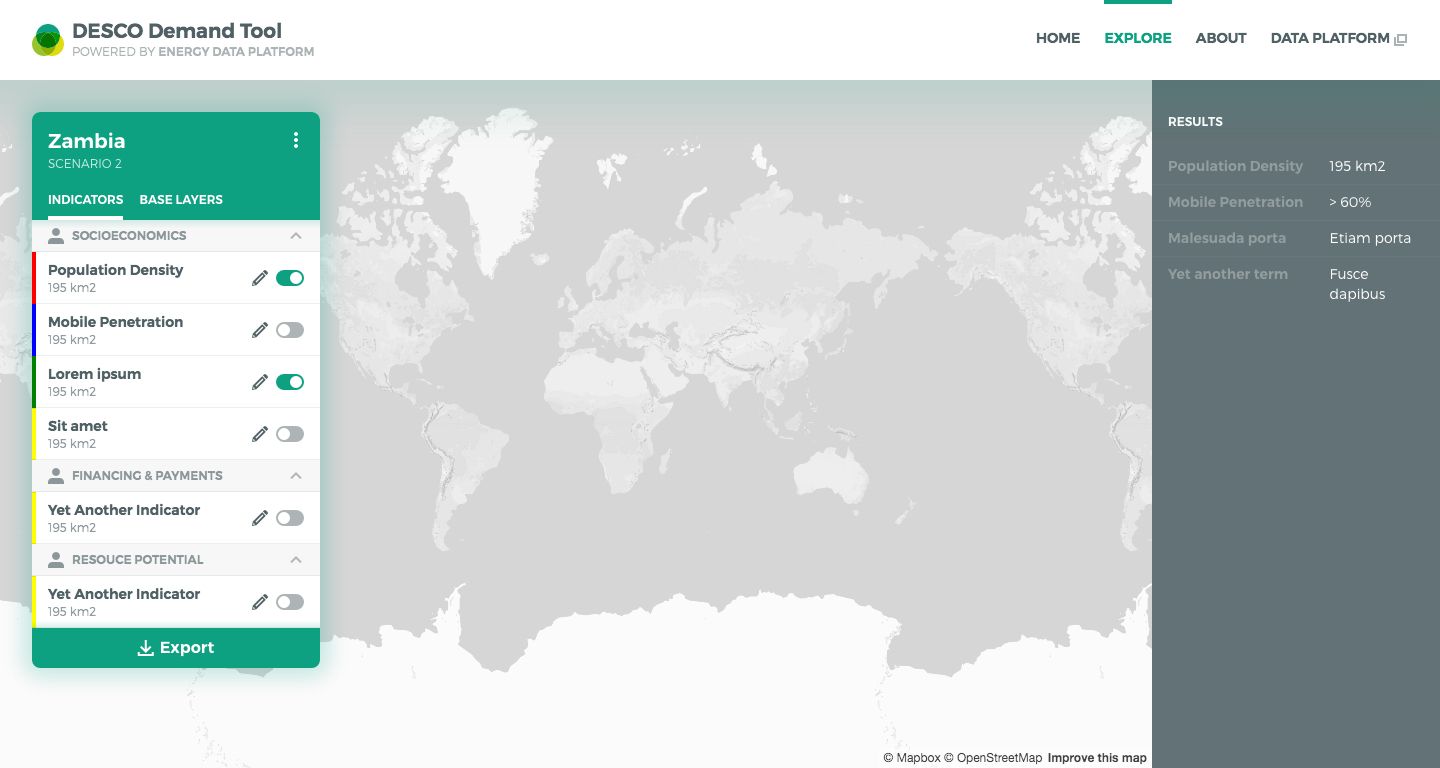 DESCO Demand Tool
POWERED BY ENERGY DATA PLATFORM
HOME EXPLORE ABOUT DATA PLATFORM
Zambia
SCENARIO 2
INDICATORS BASE LAYERS
SOCIOECONOMICS
Population Density
195 km2
Mobile Penetration
195 km2
Lorem ipsum
195 km2
Sit amet
195 km2
FINANCING & PAYMENTS
Yet Another Indicator
195 km2
RESOUCE POTENTIAL
Yet Another Indicator
195 km2
Export
RESULTS
Population Density 195 km2
Mobile Penetration > 60%
Malesuada porta Etiam porta
Yet another term Fusce
dapibus
© Mapbox © OpenStreetMap Improve this map